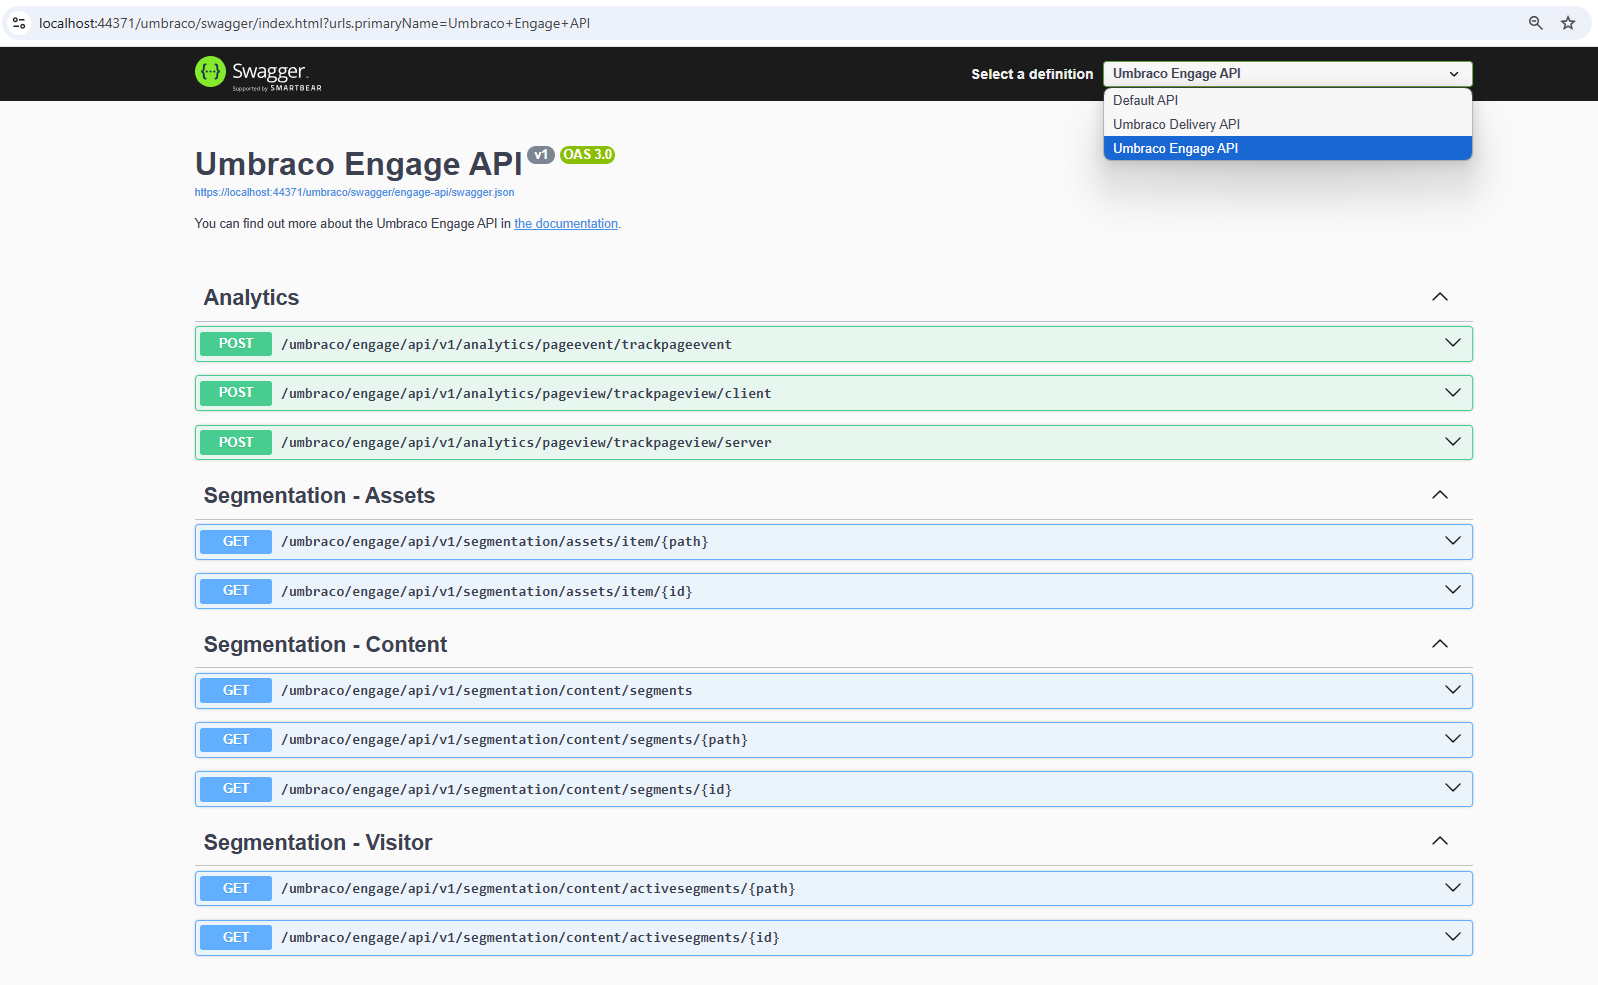 localhost:44371/umbraco/swagger/index.html?urls.primaryName=Umbraco+Engage+API
Swagger.
Supported by SMARTBEAR
Select a definition
Umbraco Engage API
Default API
Umbraco Delivery API
Umbraco Engage API
Umbraco Engage API v1 OAS 3.0
https://localhost:44371/umbraco/swagger/engage-api/swagger.json
You can find out more about the Umbraco Engage API in the documentation.
Analytics
POST /umbraco/engage/api/v1/analytics/pageevent/trackpageevent
POST /umbraco/engage/api/v1/analytics/pageview/trackpageview/client
POST /umbraco/engage/api/v1/analytics/pageview/trackpageview/server
Segmentation - Assets
GET /umbraco/engage/api/v1/segmentation/assets/item/{path}
GET /umbraco/engage/api/v1/segmentation/assets/item/{id}
Segmentation - Content
GET /umbraco/engage/api/v1/segmentation/content/segments
GET /umbraco/engage/api/v1/segmentation/content/segments/{path}
GET /umbraco/engage/api/v1/segmentation/content/segments/{id}
Segmentation - Visitor
GET /umbraco/engage/api/v1/segmentation/content/activesegments/{path}
GET /umbraco/engage/api/v1/segmentation/content/activesegments/{id}